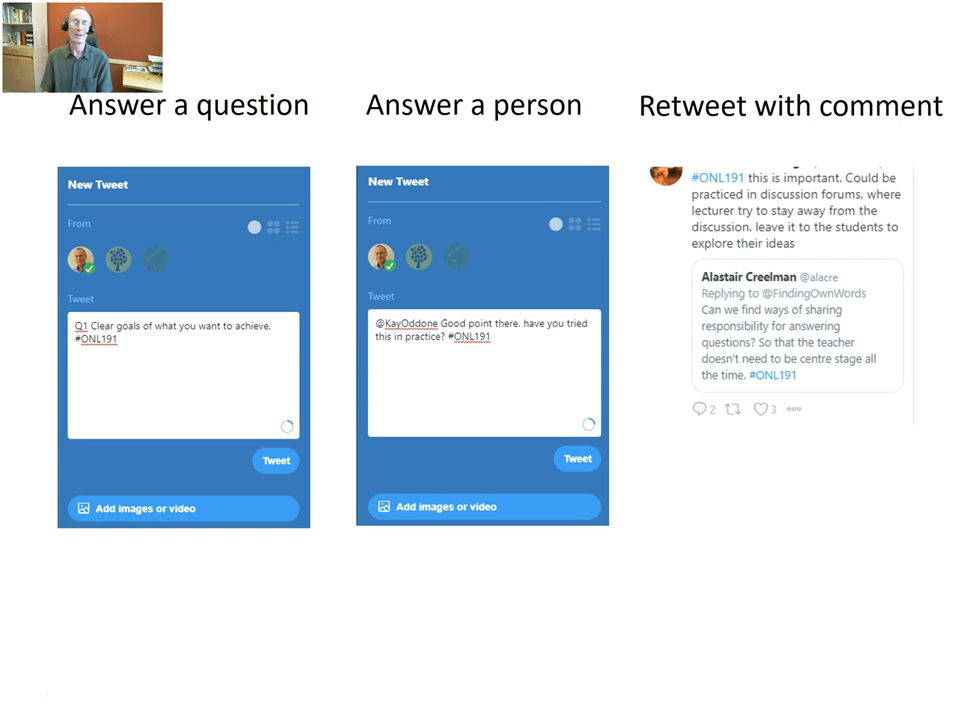 Answer a question
Answer a person
Retweet with comment
New Tweet
From
Tweet
Q1 Clear goals of what you want to achieve.
#ONL191
Tweet
Add images or video
New Tweet
From
Tweet
@KayOddone Good point there. have you tried
this in practice? #ONL191
Tweet
Add images or video
#ONL191 this is important. Could be
practiced in discussion forums, where
lecturer try to stay away from the
discussion. leave it to the students to
explore their ideas
Alastair Creelman @alacre
Replying to @FindingOwnWords
Can we find ways of sharing
responsibility for answering
questions? So that the teacher
doesn't need to be centre stage all
the time. #ONL191
2
3